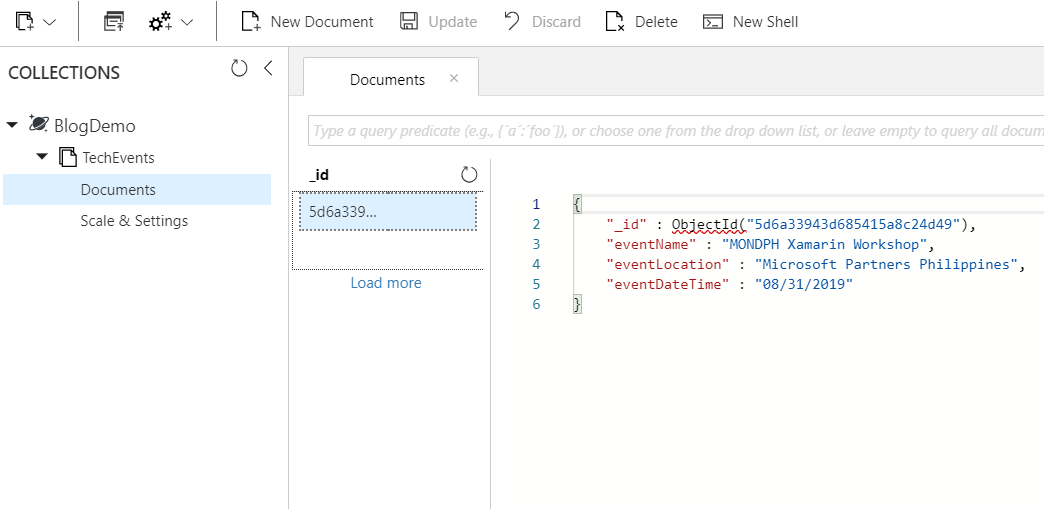 New Document Update Discard Delete New Shell
COLLECTIONS
Documents
BlogDemo
TechEvents
Documents
Scale & Settings
Type a query predicate (e.g., {´a´:´foo´}), or choose one from the drop down list, or leave empty to query all docum
_id
5d6a339...
Load more
1 {
2 "_id" : ObjectId("5d6a33943d685415a8c24d49"),
3 "eventName" : "MONDPH Xamarin Workshop",
4 "eventLocation" : "Microsoft Partners Philippines",
5 "eventDateTime" : "08/31/2019"
6 }